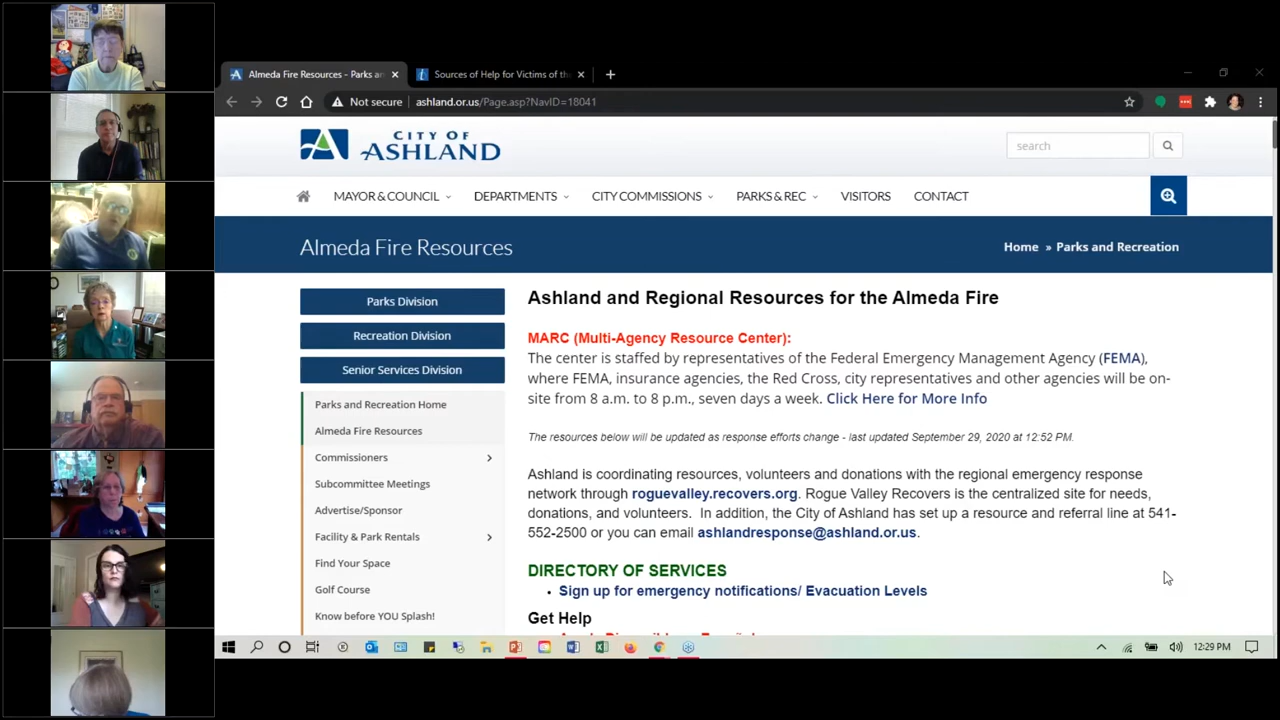 Almeda Fire Resources - Parks an
Sources of Help for Victims of th
Not secure
ashland.or.us/Page.asp?NavID=18041
CITY OF
ASHLAND
search
MAYOR & COUNCIL
DEPARTMENTS
CITY COMMISSIONS
PARKS & REC
VISITORS
CONTACT
Almeda Fire Resources
Home » Parks and Recreation
Parks Division
Recreation Division
Senior Services Division
Parks and Recreation Home
Almeda Fire Resources
Commissioners
Subcommittee Meetings
Advertise/Sponsor
Facility & Park Rentals
Find Your Space
Golf Course
Know before YOU Splash!
Ashland and Regional Resources for the Almeda Fire
MARC (Multi-Agency Resource Center):
The center is staffed by representatives of the Federal Emergency Management Agency (FEMA),
where FEMA, insurance agencies, the Red Cross, city representatives and other agencies will be on-
site from 8 a.m. to 8 p.m., seven days a week. Click Here for More Info
The resources below will be updated as response efforts change - last updated September 29, 2020 at 12:52 PM.
Ashland is coordinating resources, volunteers and donations with the regional emergency response
network through roguevalley.recovers.org. Rogue Valley Recovers is the centralized site for needs,
donations, and volunteers. In addition, the City of Ashland has set up a resource and referral line at 541-
552-2500 or you can email ashlandresponse@ashland.or.us.
DIRECTORY OF SERVICES
• Sign up for emergency notifications/ Evacuation Levels
Get Help
12:29 PM